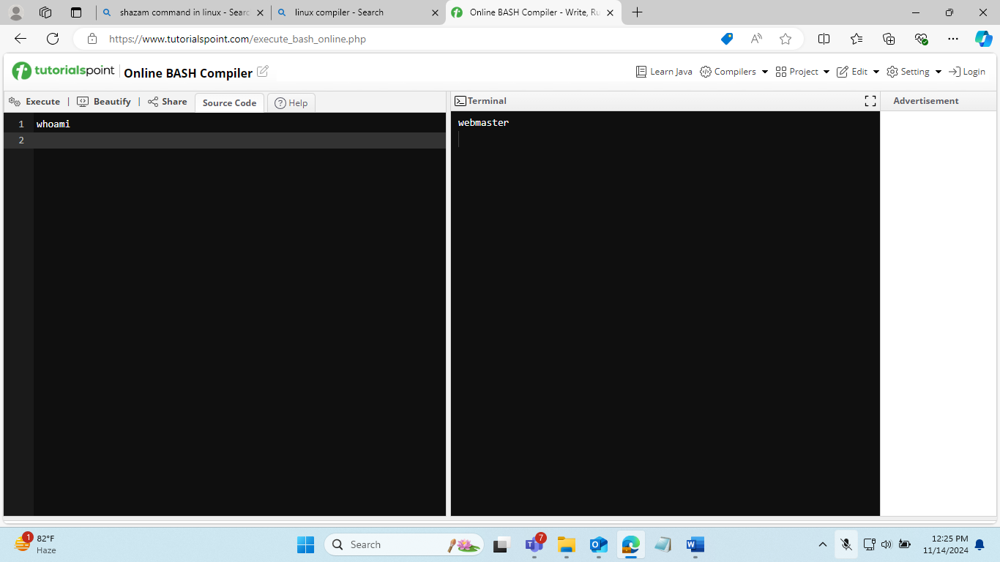 shazam command in linux - Searc
linux compiler - Search
Online BASH Compiler - Write, Ru
https://www.tutorialspoint.com/execute_bash_online.php
tutorialspoint
Online BASH Compiler
Learn Java
Compilers
Project
Edit
Setting
Login
Execute | Beautify | Share
Source Code
Help
Terminal
Advertisement
1 whoami
2
webmaster
1
82°F
Haze
Search
7
12:25 PM
11/14/2024